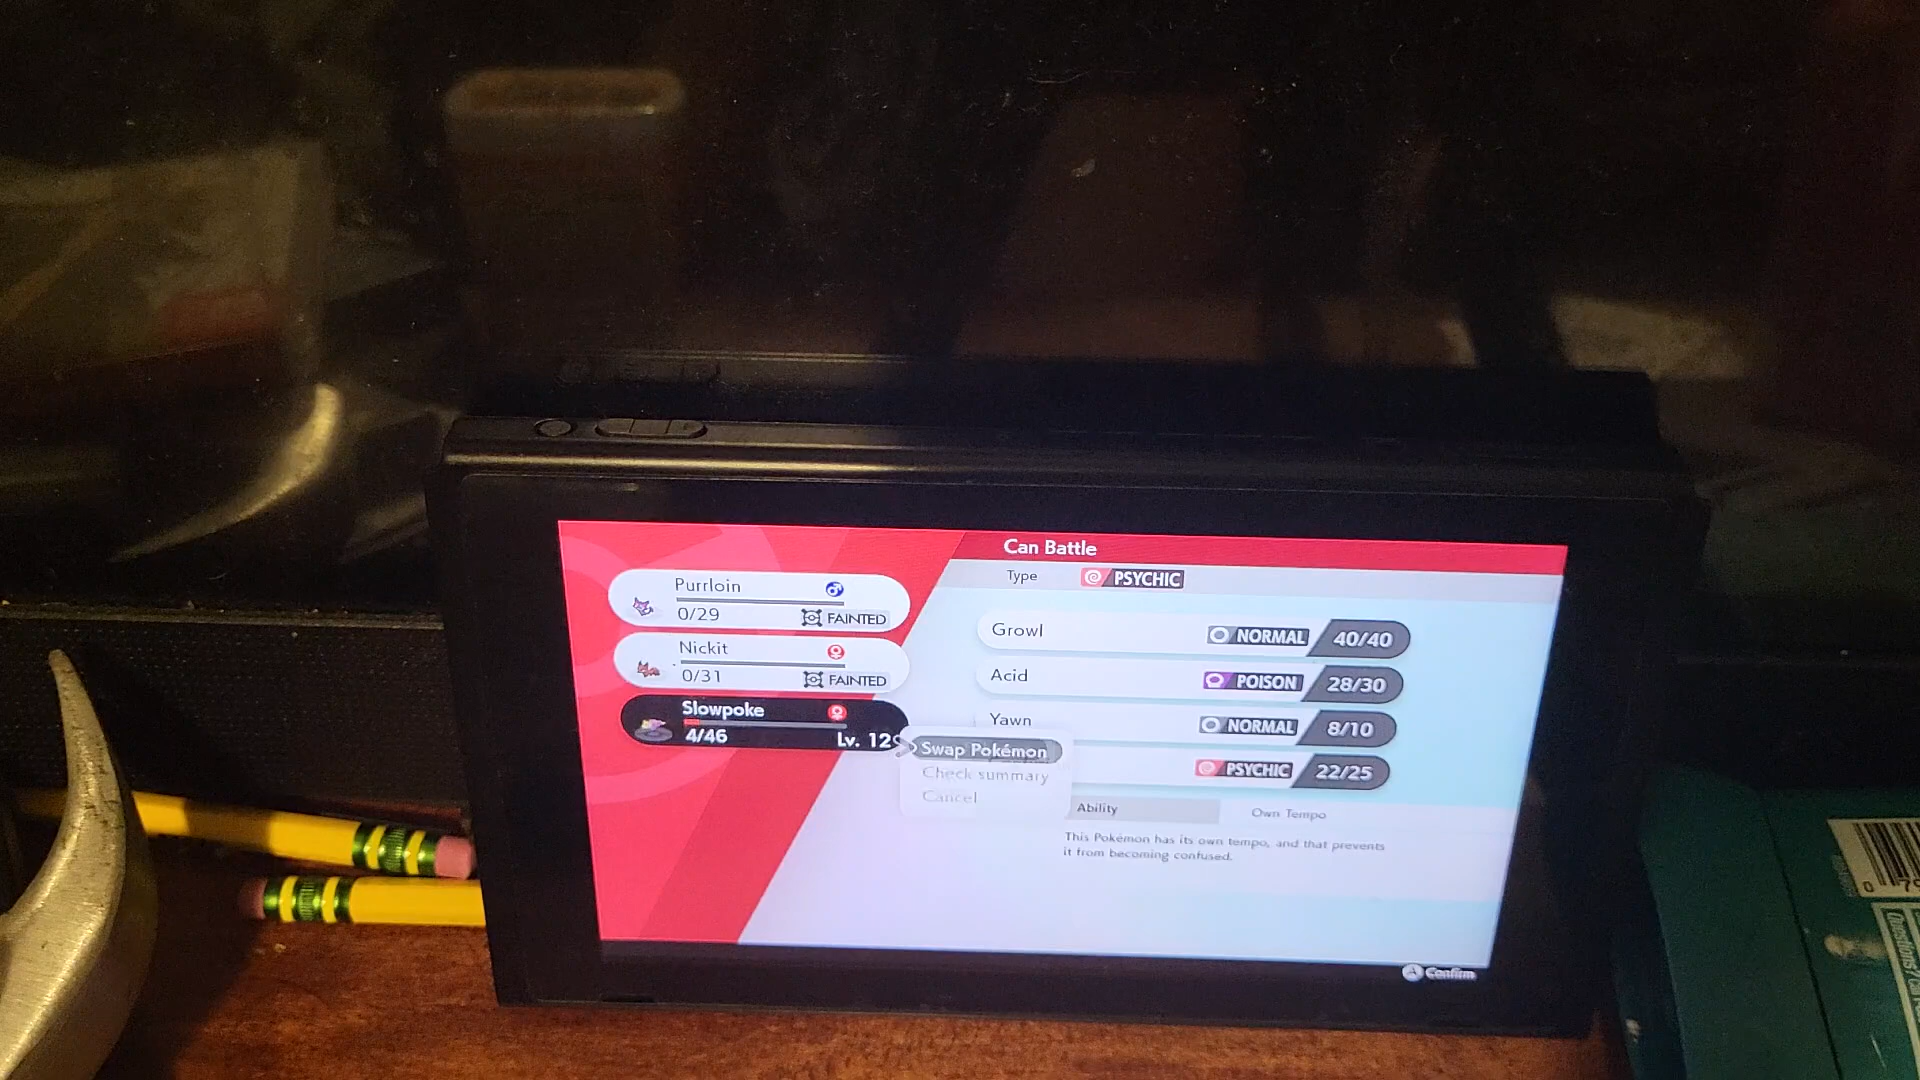 Can Battle
Type PSYCHIC
Purrloin
0/29 FAINTED
Nickit
0/31 FAINTED
Slowpoke
4/46 Lv. 12
Growl NORMAL 40/40
Acid POISON 28/30
Yawn NORMAL 8/10
PSYCHIC 22/25
Swap Pokémon
Check summary
Cancel
Ability Own Tempo
This Pokémon has its own tempo, and that prevents
it from becoming confused.
A Confirm